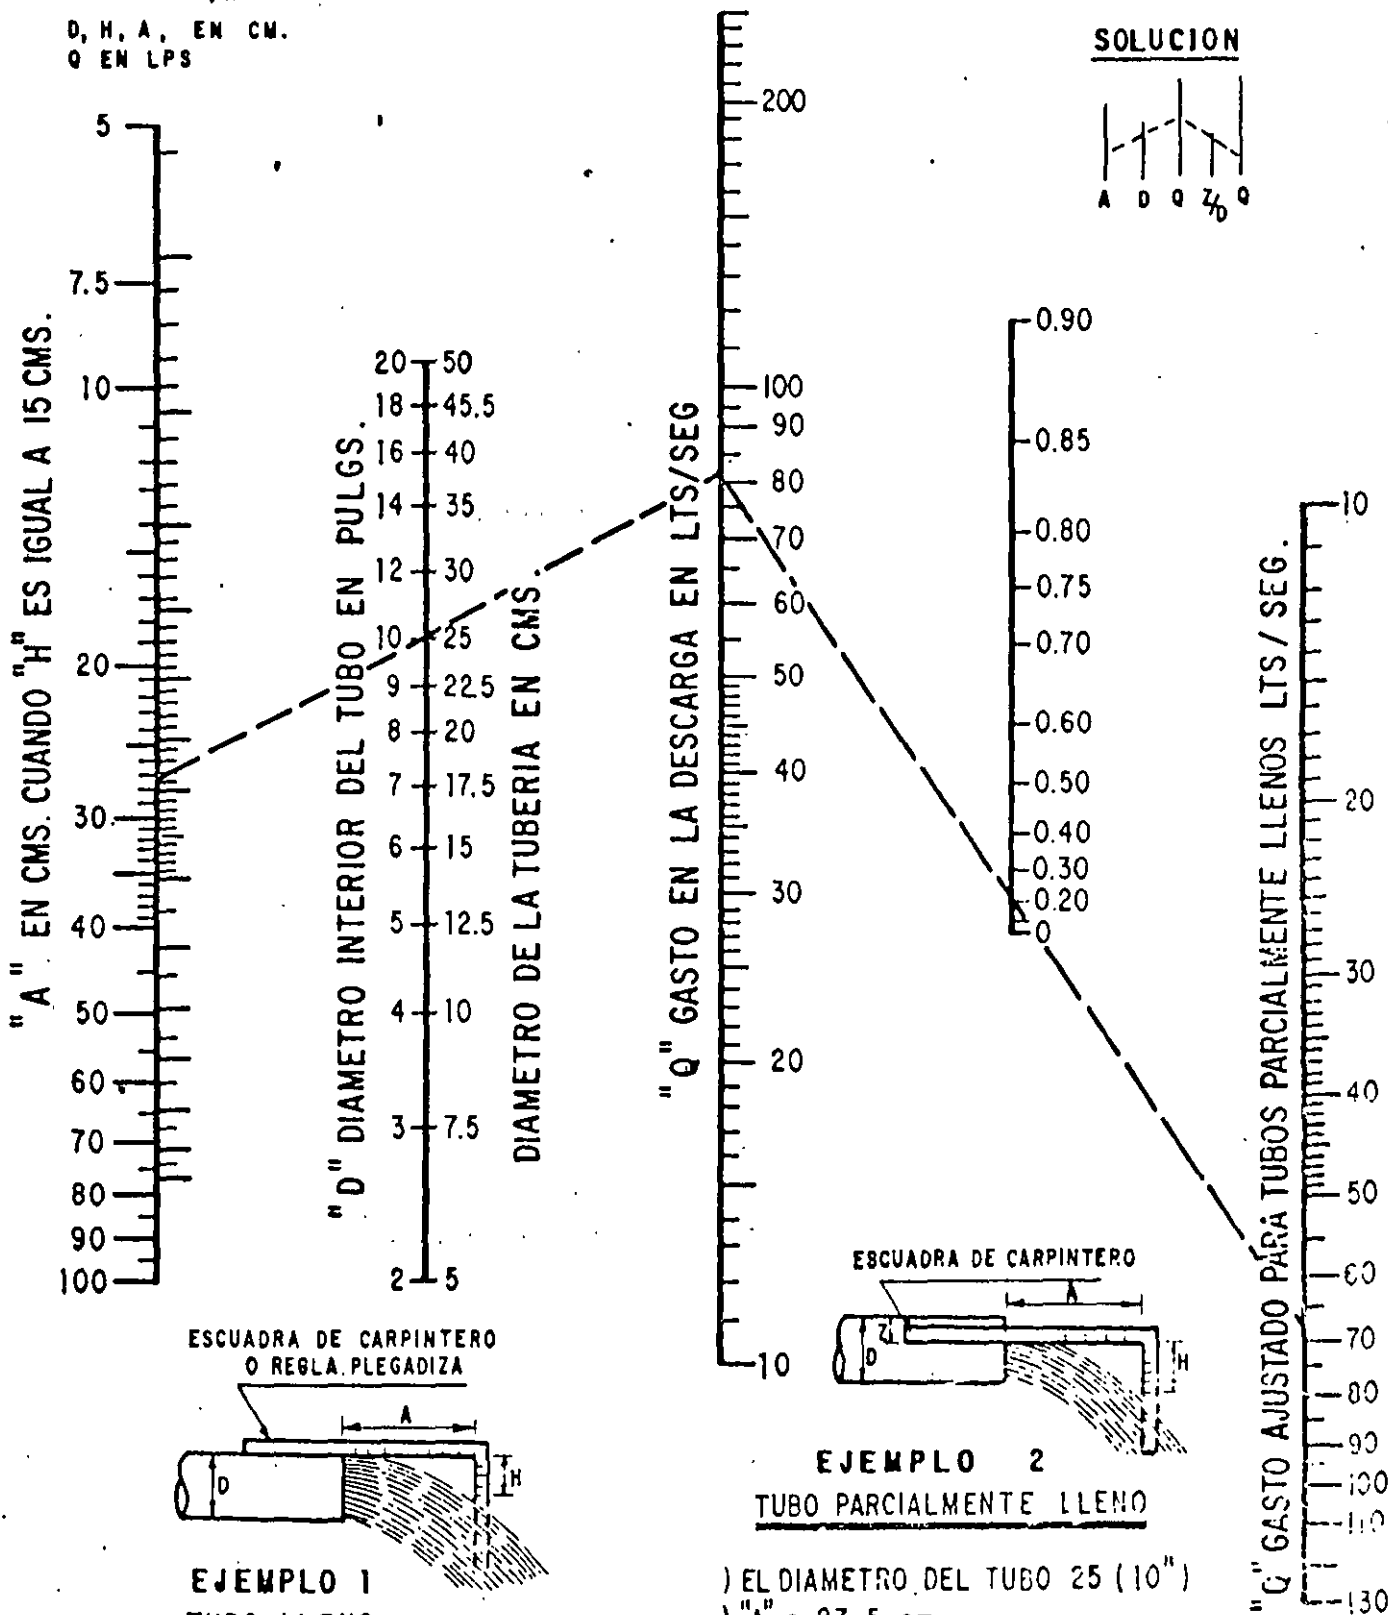 D, H, A, EN CM.
Q EN LPS
SOLUCION
A D Q Z/D Q
"A" EN CMS. CUANDO "H" ES IGUAL A 15 CMS.
5
7.5
10
20
30
40
50
60
70
80
90
100
"D" DIAMETRO INTERIOR DEL TUBO EN PULGS.
20 50
18 45.5
16 40
14 35
12 30
10 25
9 22.5
8 20
7 17.5
6 15
5 12.5
4 10
3 7.5
2 5
DIAMETRO DE LA TUBERIA EN CMS
"Q" GASTO EN LA DESCARGA EN LTS/SEG
200
100
90
80
70
60
50
40
30
20
10
0.90
0.85
0.80
0.75
0.70
0.60
0.50
0.40
0.30
0.20
0
"Q" GASTO AJUSTADO PARA TUBOS PARCIALMENTE LLENOS LTS/SEG.
10
20
30
40
50
60
70
80
90
100
110
130
ESCUADRA DE CARPINTERO
O REGLA PLEGADIZA
A
D
H
EJEMPLO 1
ESCUADRA DE CARPINTERO
A
Z
D
H
EJEMPLO 2
TUBO PARCIALMENTE LLENO
) EL DIAMETRO DEL TUBO 25 (10")